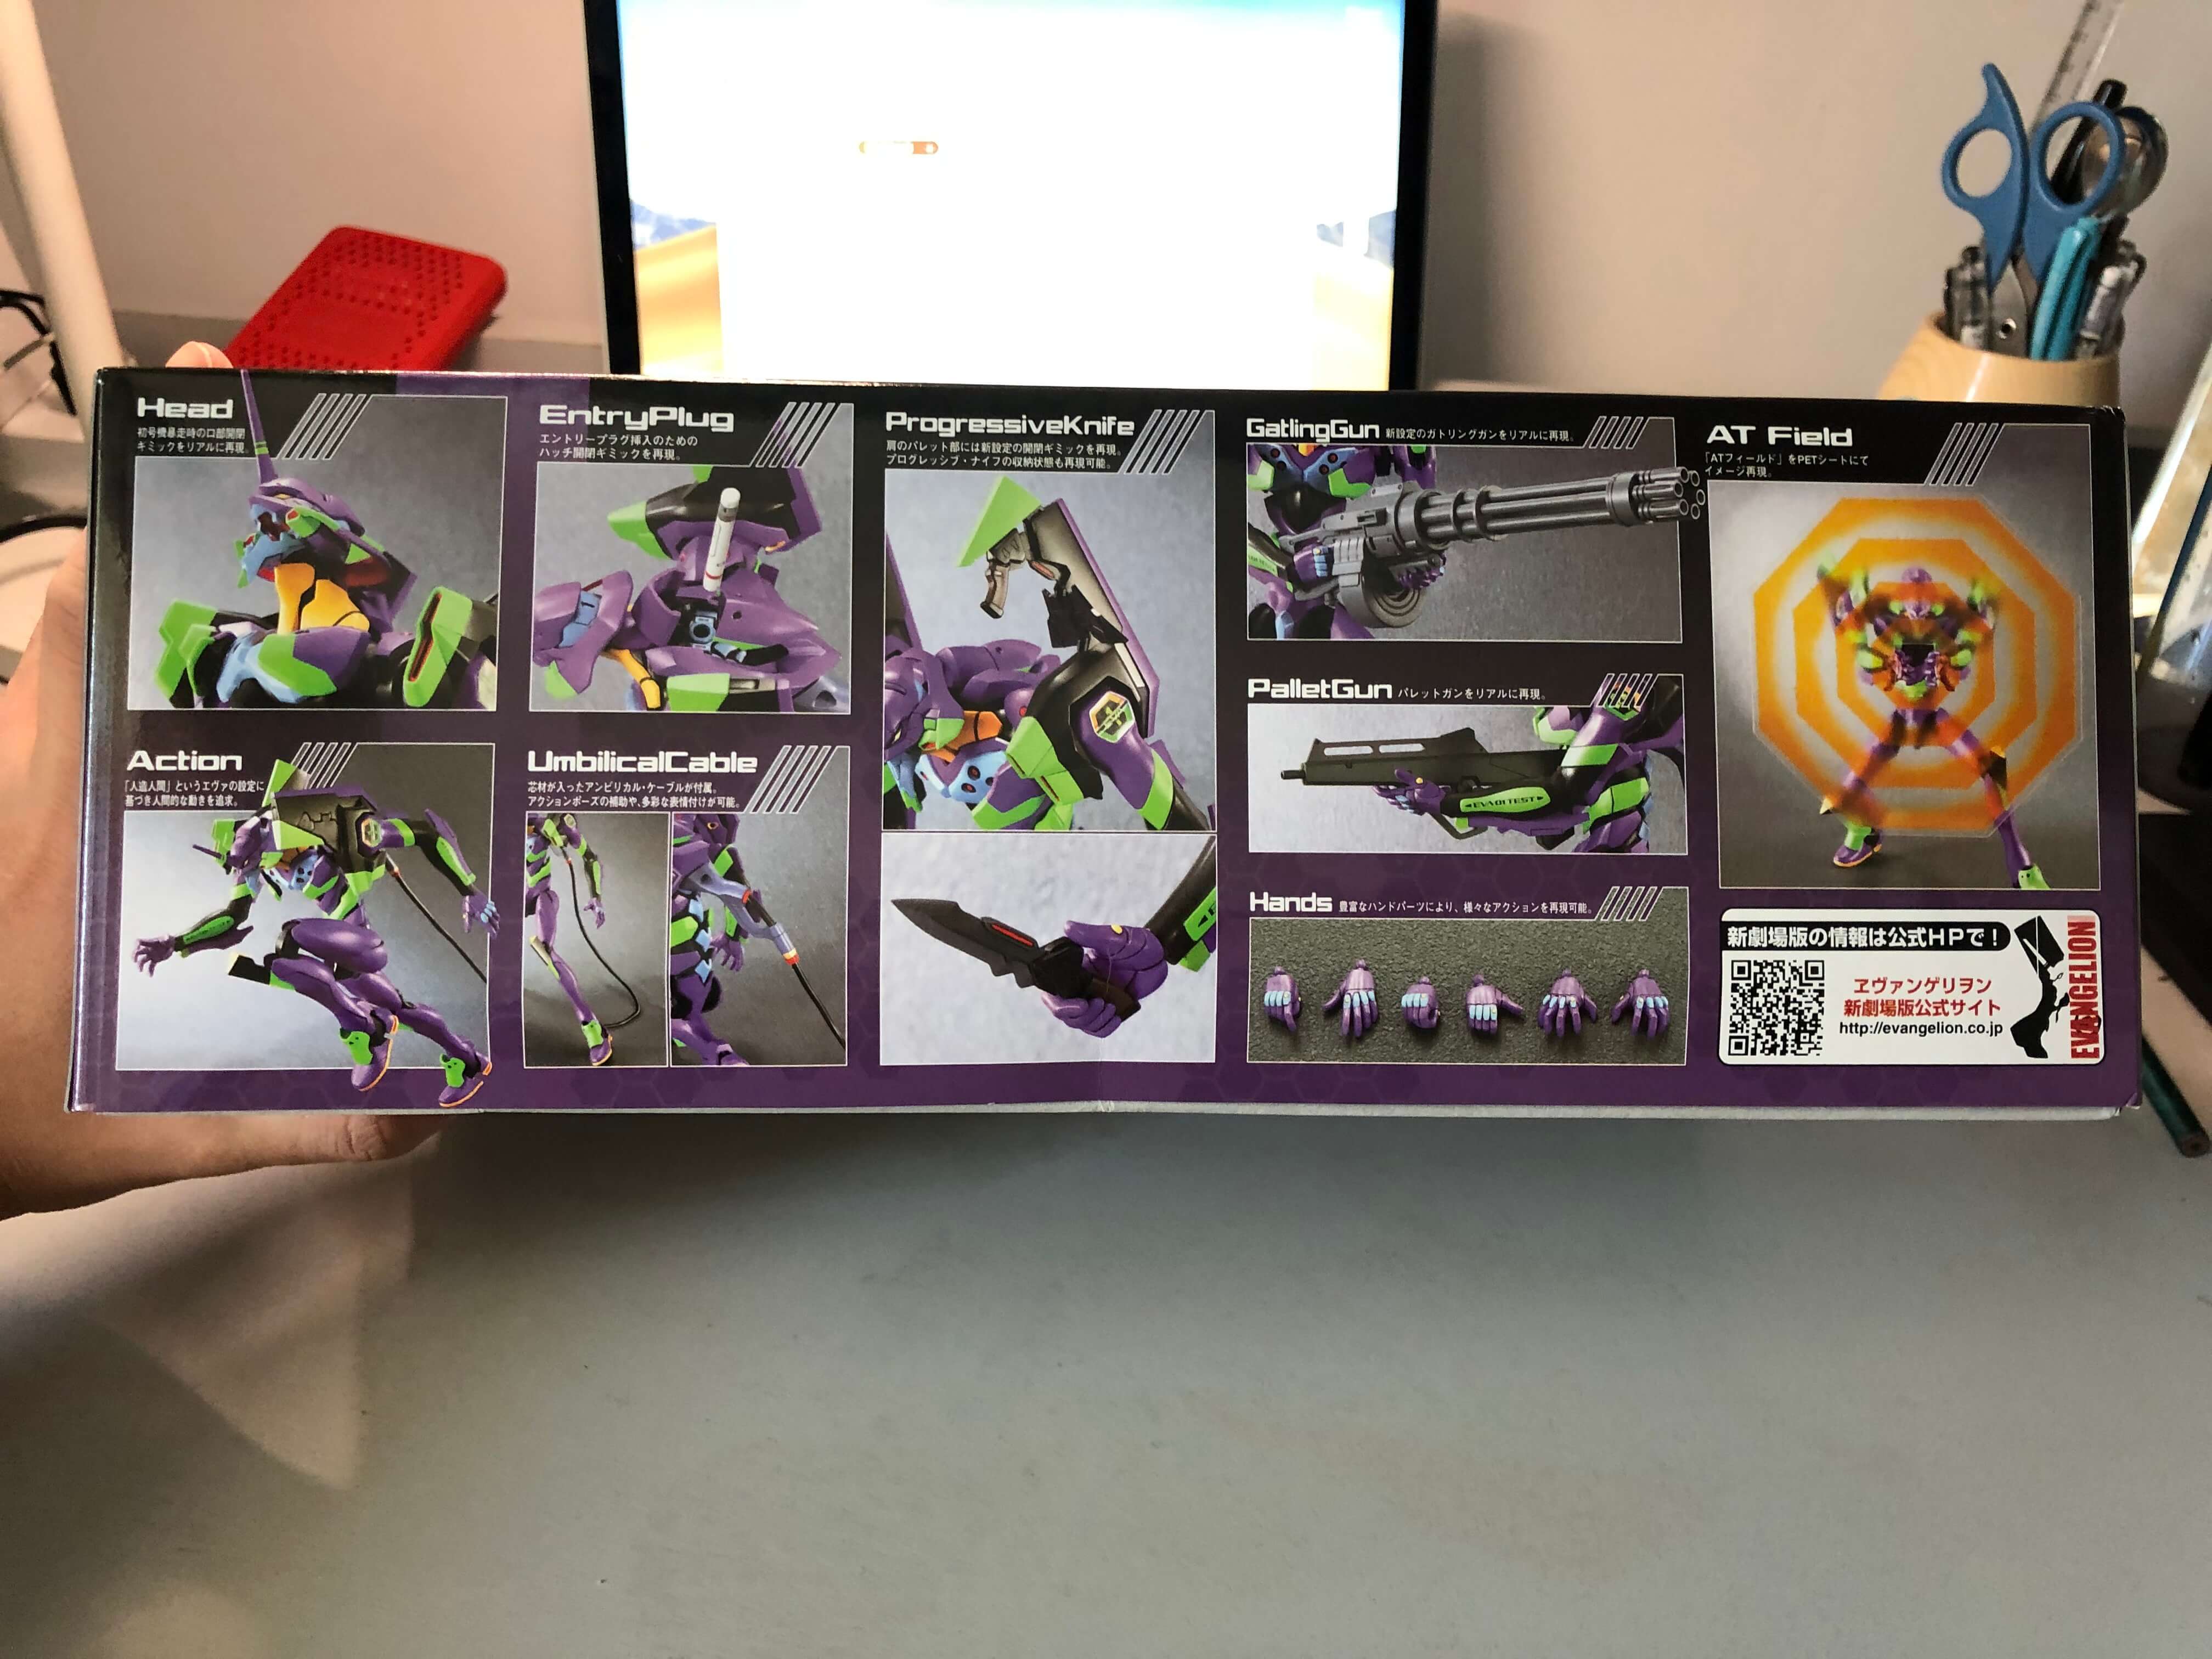 Head
初号機暴走時の口部開閉
ギミックをリアルに再現。
EntryPlug
エントリープラグ挿入のための
ハッチ開閉ギミックを再現。
ProgressiveKnife
肩のパレット部には新設定の開閉ギミックを再現。
プログレッシブ・ナイフの収納状態も再現可能。
GatlingGun 新設定のガトリングガンをリアルに再現。
AT Field
「ATフィールド」をPETシートにて
イメージ再現。
Action
「人造人間」というエヴァの設定に
基づき人間的な動きを追求。
UmbilicalCable
芯材が入ったアンビリカル・ケーブルが付属。
アクションポーズの補助や、多彩な表情付けが可能。
PalletGun パレットガンをリアルに再現。
EVA 01 TEST
Hands 豊富なハンドパーツにより、様々なアクションを再現可能。
新劇場版の情報は公式HPで！
ヱヴァンゲリヲン
新劇場版公式サイト
http://evangelion.co.jp
EVANGELION